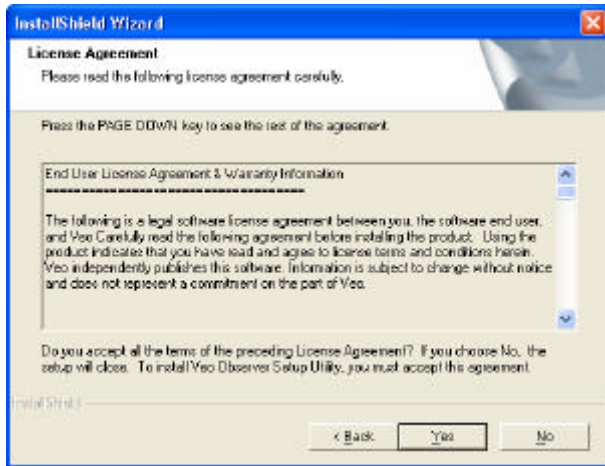 InstallShield Wizard
License Agreement
Please read the following license agreement carefully.
Press the PAGE DOWN key to see the rest of the agreement.
End User License Agreement & Warranty Information
====================================
The following is a legal software license agreement between you, the software end user,
and Veo Carefully read the following agreement before installing the product. Using the
product indicates that you have read and agree to license terms and conditions herein.
Veo independently publishes this software. Information is subject to change without notice
and does not represent a commitment on the part of Veo.
Do you accept all the terms of the preceding License Agreement? If you choose No, the
setup will close. To install Veo Observer Setup Utility, you must accept this agreement.
InstallShield
< Back
Yes
No